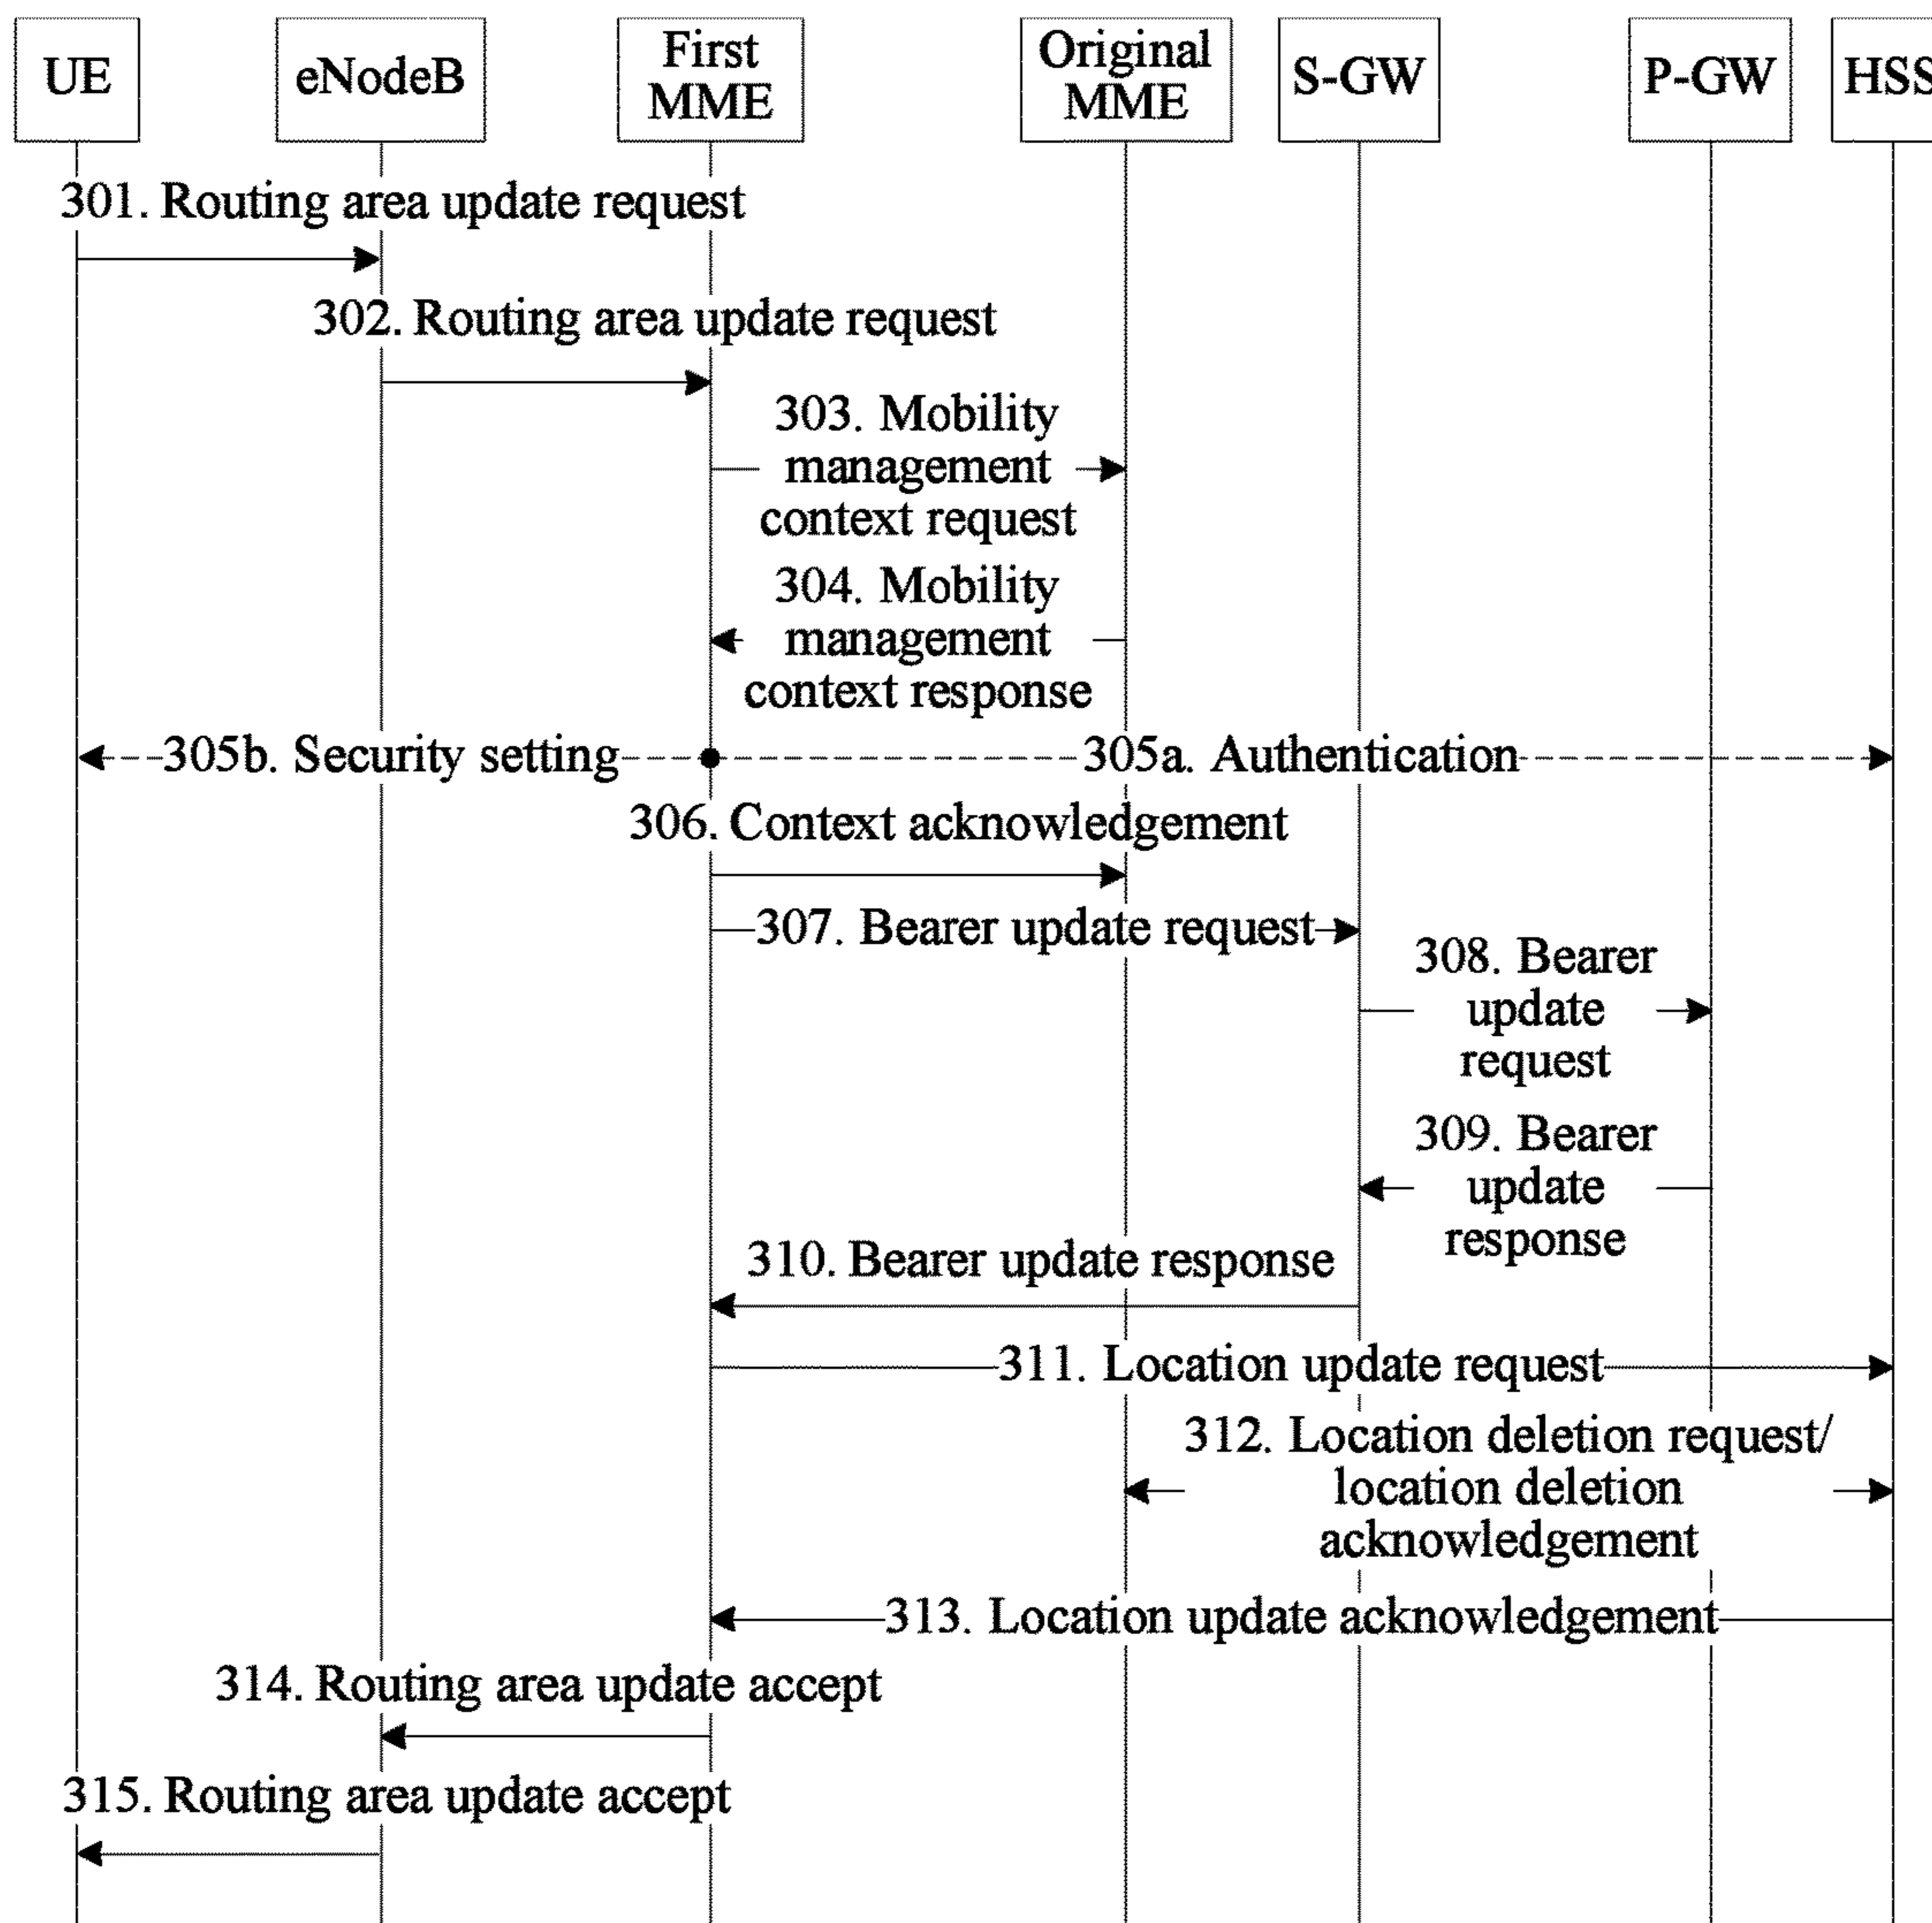 UE
eNodeB
First
MME
Original
MME
S-GW
P-GW
HSS
301. Routing area update request
302. Routing area update request
303. Mobility
management
context request
304. Mobility
management
context response
305b. Security setting
305a. Authentication
306. Context acknowledgement
307. Bearer update request
308. Bearer
update
request
309. Bearer
update
response
310. Bearer update response
311. Location update request
312. Location deletion request/
location deletion
acknowledgement
313. Location update acknowledgement
314. Routing area update accept
315. Routing area update accept